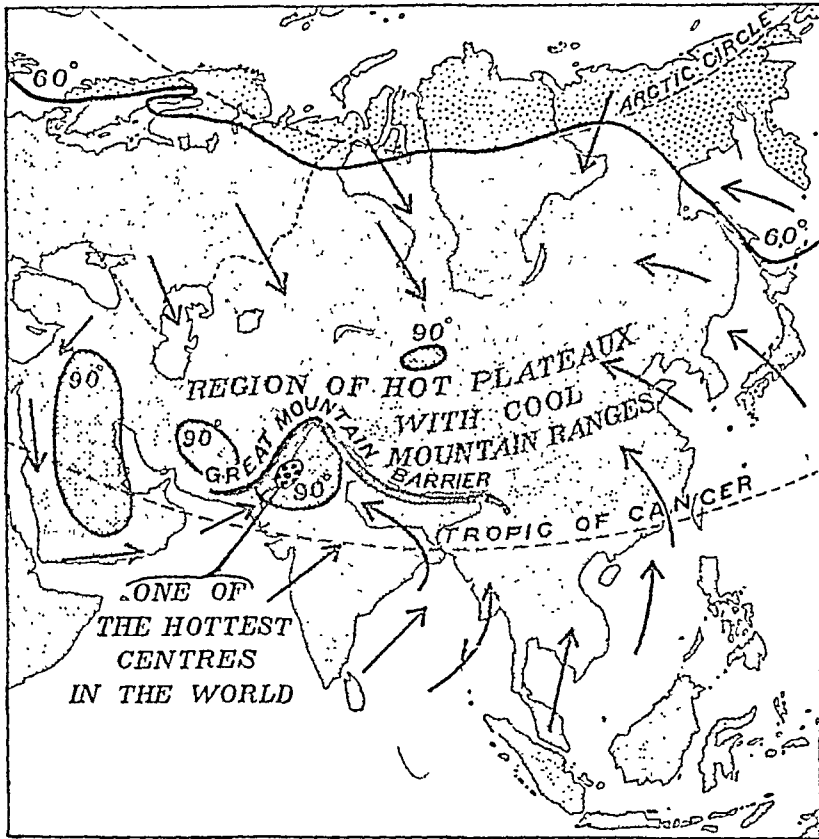 60°
ARCTIC CIRCLE
60°
90°
90°
REGION OF HOT PLATEAUX
WITH COOL
MOUNTAIN RANGES
90°
GREAT MOUNTAIN BARRIER
90°
TROPIC OF CANCER
ONE OF
THE HOTTEST
CENTRES
IN THE WORLD